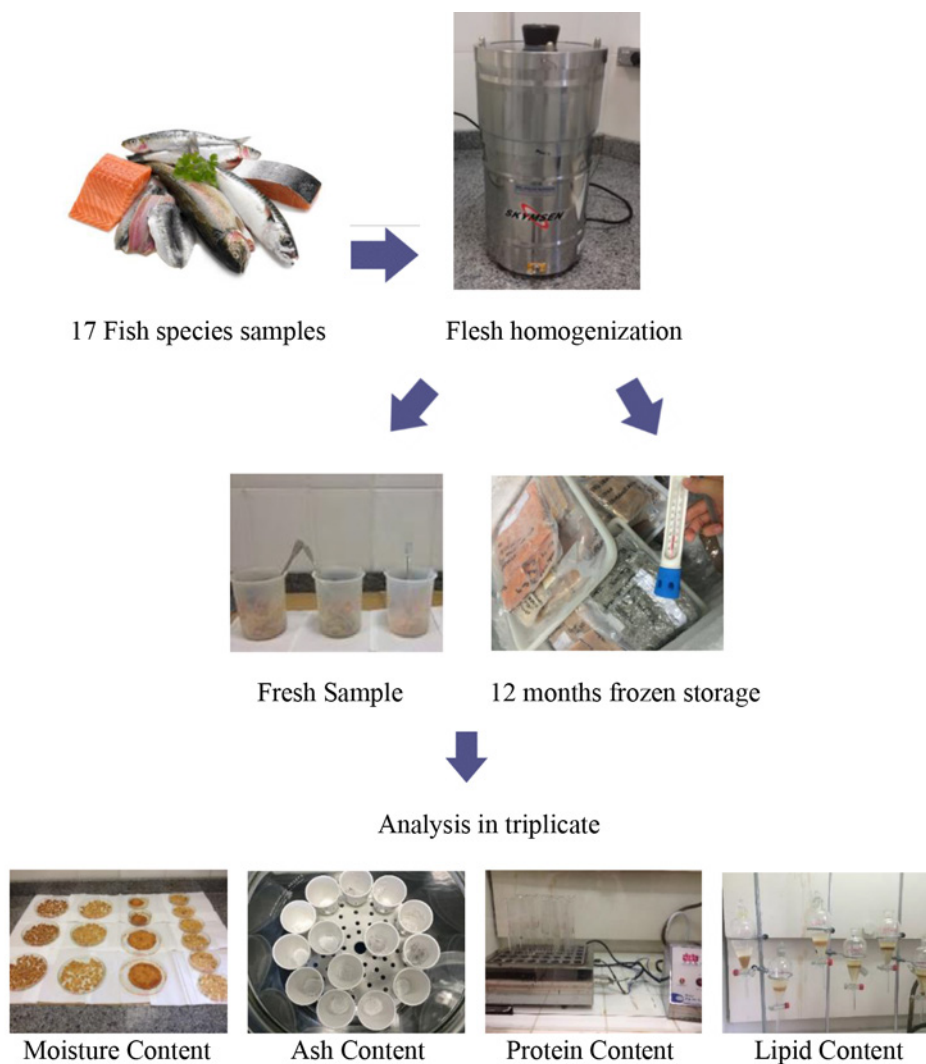 17 Fish species samples
SKYMSEN
Flesh homogenization
Fresh Sample
12 months frozen storage
Analysis in triplicate
Moisture Content
Ash Content
Protein Content
Lipid Content